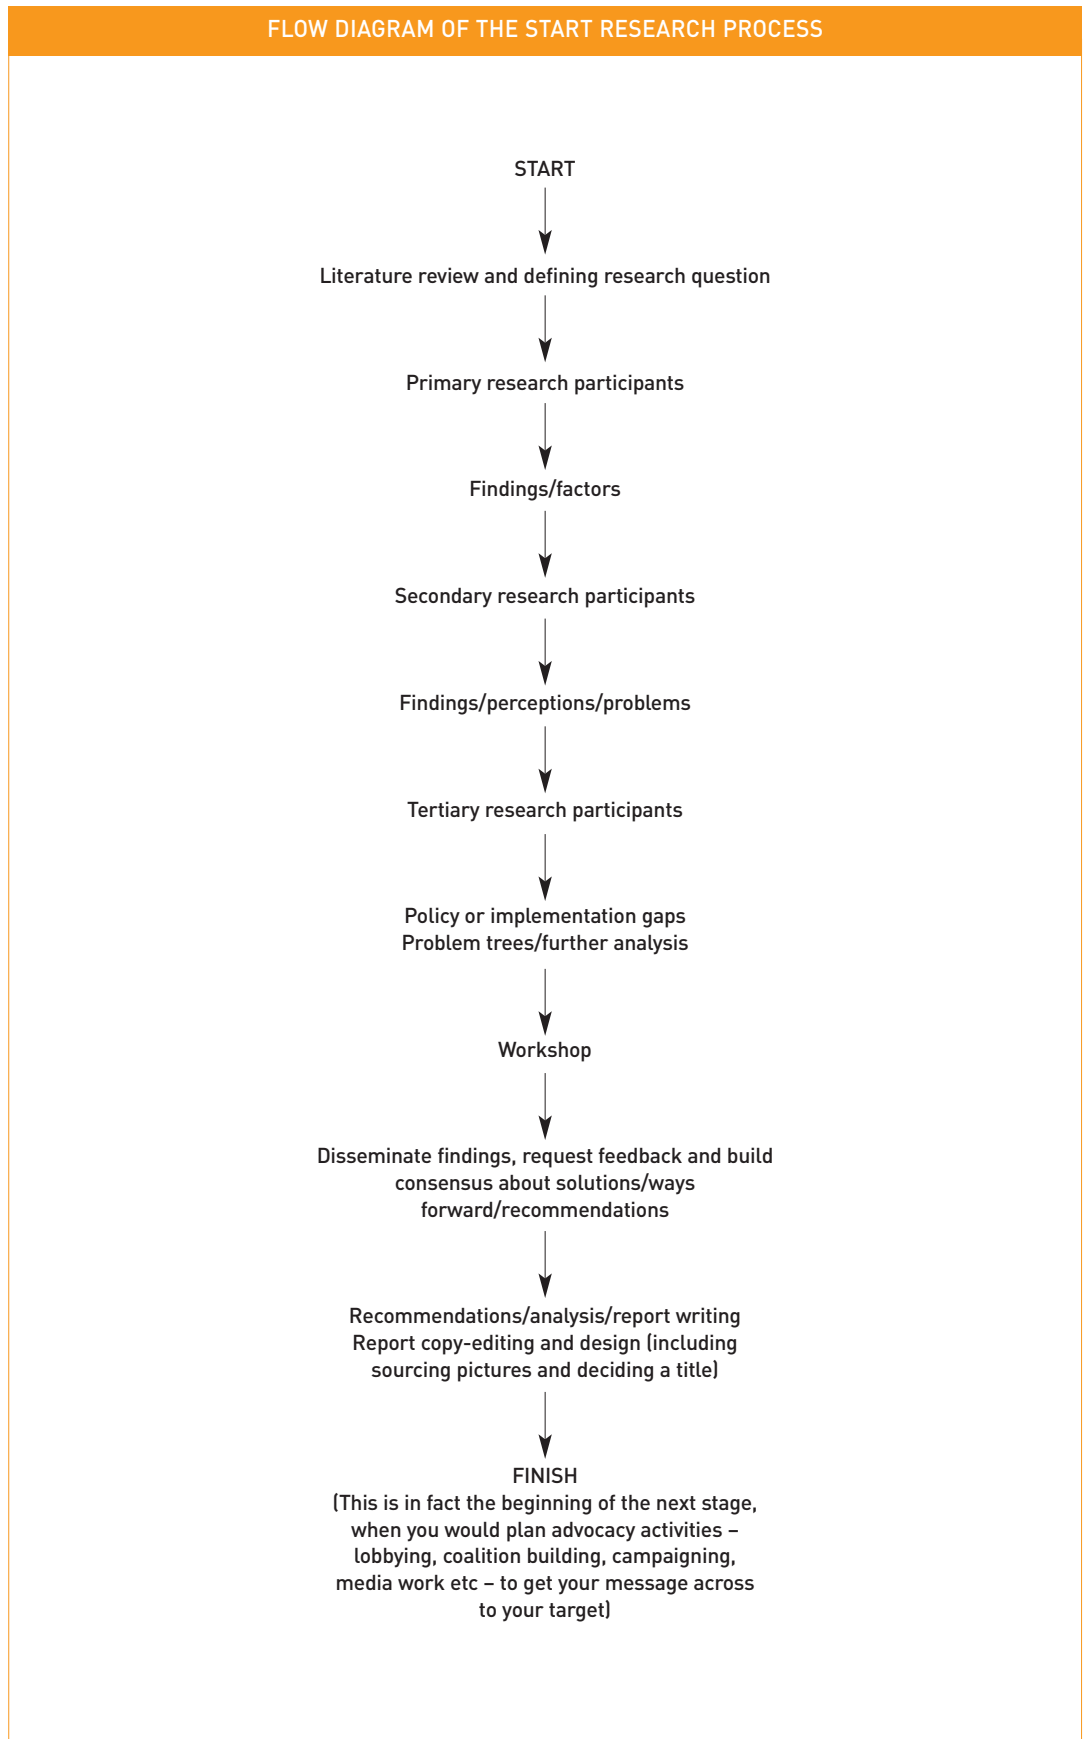 FLOW DIAGRAM OF THE START RESEARCH PROCESS
START
Literature review and defining research question
Primary research participants
Findings/factors
Secondary research participants
Findings/perceptions/problems
Tertiary research participants
Policy or implementation gaps
Problem trees/further analysis
Workshop
Disseminate findings, request feedback and build
consensus about solutions/ways
forward/recommendations
Recommendations/analysis/report writing
Report copy-editing and design (including
sourcing pictures and deciding a title)
FINISH
(This is in fact the beginning of the next stage,
when you would plan advocacy activities –
lobbying, coalition building, campaigning,
media work etc – to get your message across
to your target)